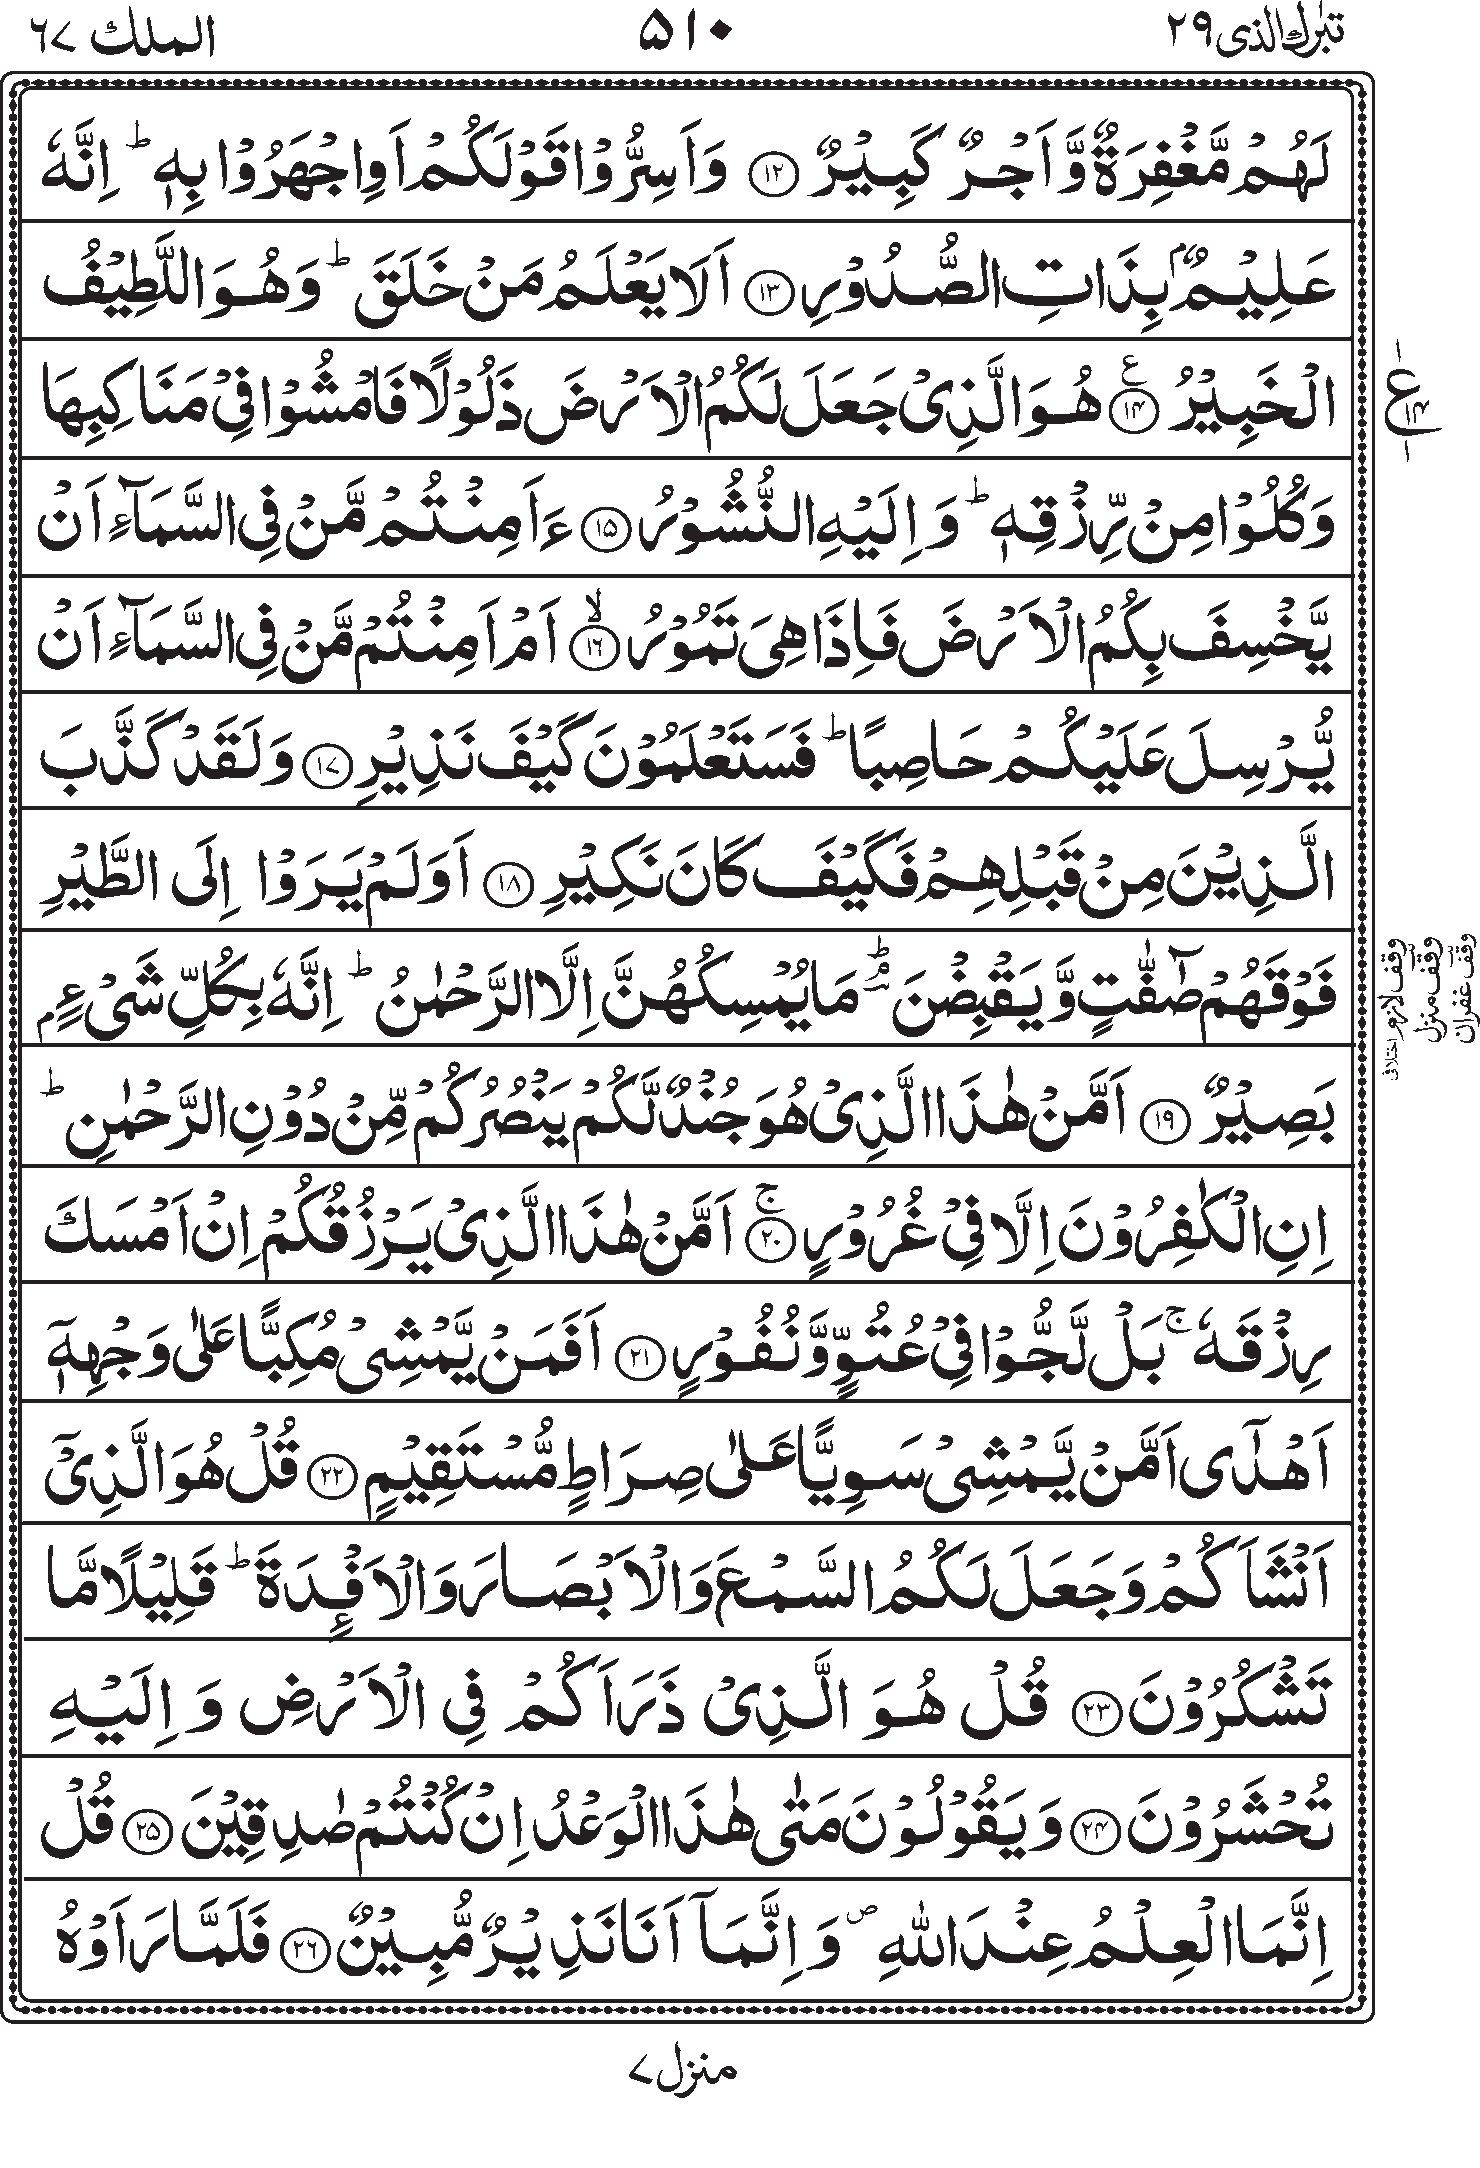 تبٰرك الذی ٢٩
٥١٠
الملك ٦٧
لَهُمْ مَّغْفِرَةٌ وَّاَجْرٌ كَبِيْرٌ ١٢ وَاَسِرُّوْا قَوْلَكُمْ اَوِ اجْهَرُوْا بِهٖ ؕ اِنَّهٗ
عَلِيْمٌۢ بِذَاتِ الصُّدُوْرِ ١٣ اَلَا يَعْلَمُ مَنْ خَلَقَ ؕ وَهُوَ اللَّطِيْفُ
الْخَبِيْرُ ١٤ ع هُوَ الَّذِیْ جَعَلَ لَكُمُ الْاَرْضَ ذَلُوْلًا فَامْشُوْا فِیْ مَنَاكِبِهَا
ع ١٤
وَكُلُوْا مِنْ رِّزْقِهٖ ؕ وَاِلَيْهِ النُّشُوْرُ ١٥ ءَاَمِنْتُمْ مَّنْ فِی السَّمَآءِ اَنْ
يَّخْسِفَ بِكُمُ الْاَرْضَ فَاِذَا هِیَ تَمُوْرُ ١٦ ۙ اَمْ اَمِنْتُمْ مَّنْ فِی السَّمَآءِ اَنْ
يُّرْسِلَ عَلَيْكُمْ حَاصِبًا ؕ فَسَتَعْلَمُوْنَ كَيْفَ نَذِيْرِ ١٧ وَلَقَدْ كَذَّبَ
الَّذِيْنَ مِنْ قَبْلِهِمْ فَكَيْفَ كَانَ نَكِيْرِ ١٨ اَوَلَمْ يَرَوْا اِلَى الطَّيْرِ
فَوْقَهُمْ صٰٓفّٰتٍ وَّيَقْبِضْنَ ؕ مَا يُمْسِكُهُنَّ اِلَّا الرَّحْمٰنُ ؕ اِنَّهٗ بِكُلِّ شَیْءٍۭ
وقف لازم اختلافی
وقف منزل
وقف غفران
بَصِيْرٌ ١٩ اَمَّنْ هٰذَا الَّذِیْ هُوَ جُنْدٌ لَّكُمْ يَنْصُرُكُمْ مِّنْ دُوْنِ الرَّحْمٰنِ ؕ
اِنِ الْكٰفِرُوْنَ اِلَّا فِیْ غُرُوْرٍ ٢٠ ۚ اَمَّنْ هٰذَا الَّذِیْ يَرْزُقُكُمْ اِنْ اَمْسَكَ
رِزْقَهٗ ۚ بَلْ لَّجُّوْا فِیْ عُتُوٍّ وَّنُفُوْرٍ ٢١ اَفَمَنْ يَّمْشِیْ مُكِبًّا عَلٰی وَجْهِهٖۤ
اَهْدٰۤی اَمَّنْ يَّمْشِیْ سَوِيًّا عَلٰی صِرَاطٍ مُّسْتَقِيْمٍ ٢٢ قُلْ هُوَ الَّذِیْۤ
اَنْشَاَكُمْ وَجَعَلَ لَكُمُ السَّمْعَ وَالْاَبْصَارَ وَالْاَفْـِٕدَةَ ؕ قَلِيْلًا مَّا
تَشْكُرُوْنَ ٢٣ قُلْ هُوَ الَّذِیْ ذَرَاَكُمْ فِی الْاَرْضِ وَاِلَيْهِ
تُحْشَرُوْنَ ٢٤ وَيَقُوْلُوْنَ مَتٰی هٰذَا الْوَعْدُ اِنْ كُنْتُمْ صٰدِقِيْنَ ٢٥ قُلْ
اِنَّمَا الْعِلْمُ عِنْدَ اللّٰهِ ۪ وَاِنَّمَاۤ اَنَا نَذِيْرٌ مُّبِيْنٌ ٢٦ فَلَمَّا رَاَوْهُ
منزل ٧